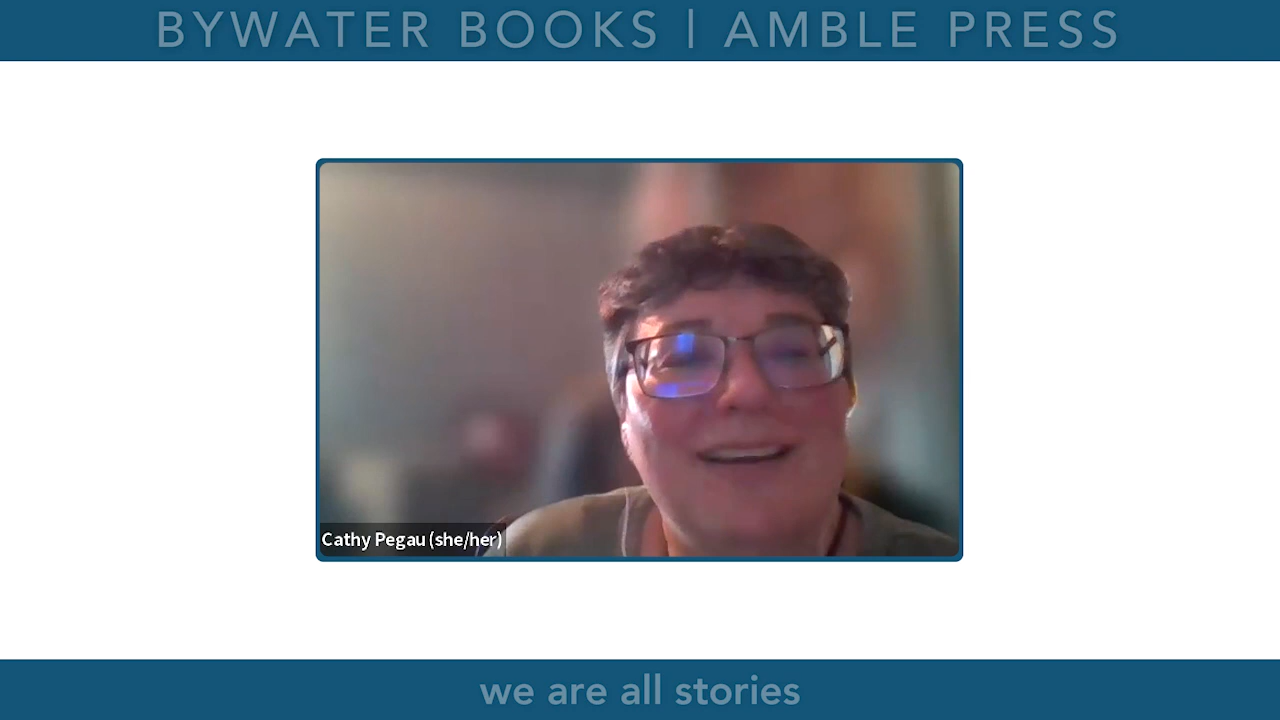 BYWATER BOOKS | AMBLE PRESS
Cathy Pegau (she/her)
we are all stories